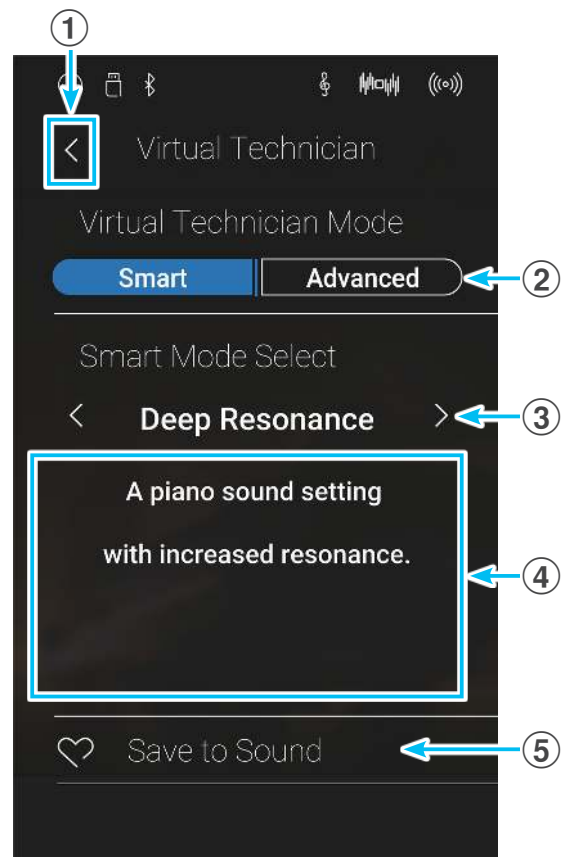 ①
Virtual Technician
Virtual Technician Mode
Smart Advanced ②
Smart Mode Select
< Deep Resonance > ③
A piano sound setting
with increased resonance.
④
Save to Sound ⑤